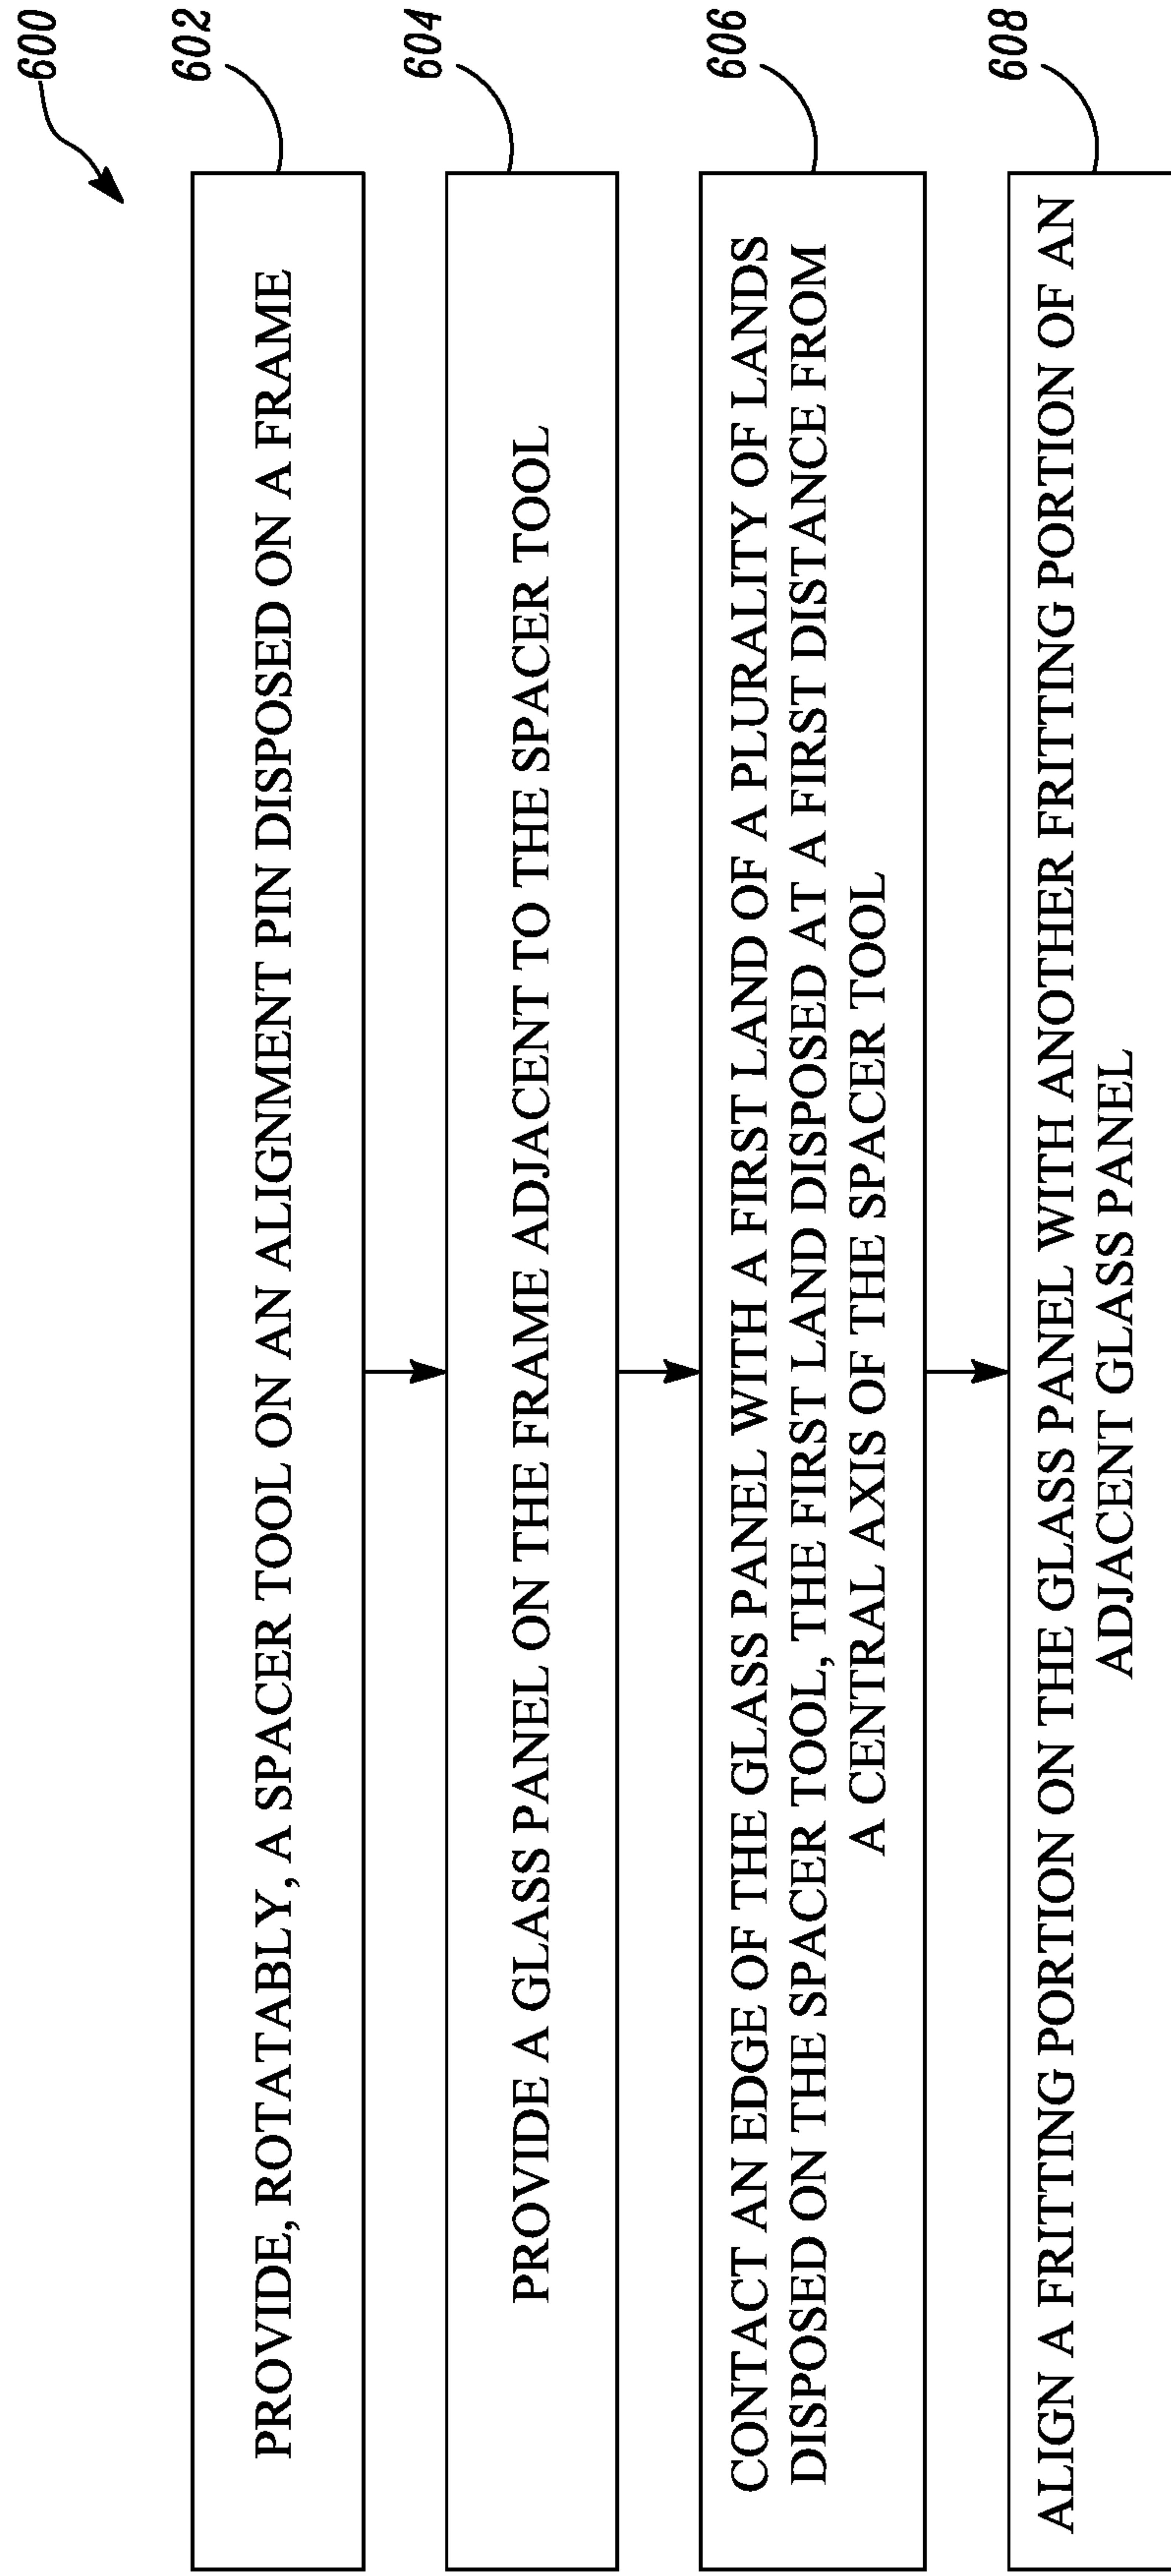 600
602
PROVIDE, ROTATABLY, A SPACER TOOL ON AN ALIGNMENT PIN DISPOSED ON A FRAME
604
PROVIDE A GLASS PANEL ON THE FRAME ADJACENT TO THE SPACER TOOL
606
CONTACT AN EDGE OF THE GLASS PANEL WITH A FIRST LAND OF A PLURALITY OF LANDS
DISPOSED ON THE SPACER TOOL, THE FIRST LAND DISPOSED AT A FIRST DISTANCE FROM
A CENTRAL AXIS OF THE SPACER TOOL
608
ALIGN A FRITTING PORTION ON THE GLASS PANEL WITH ANOTHER FRITTING PORTION OF AN
ADJACENT GLASS PANEL